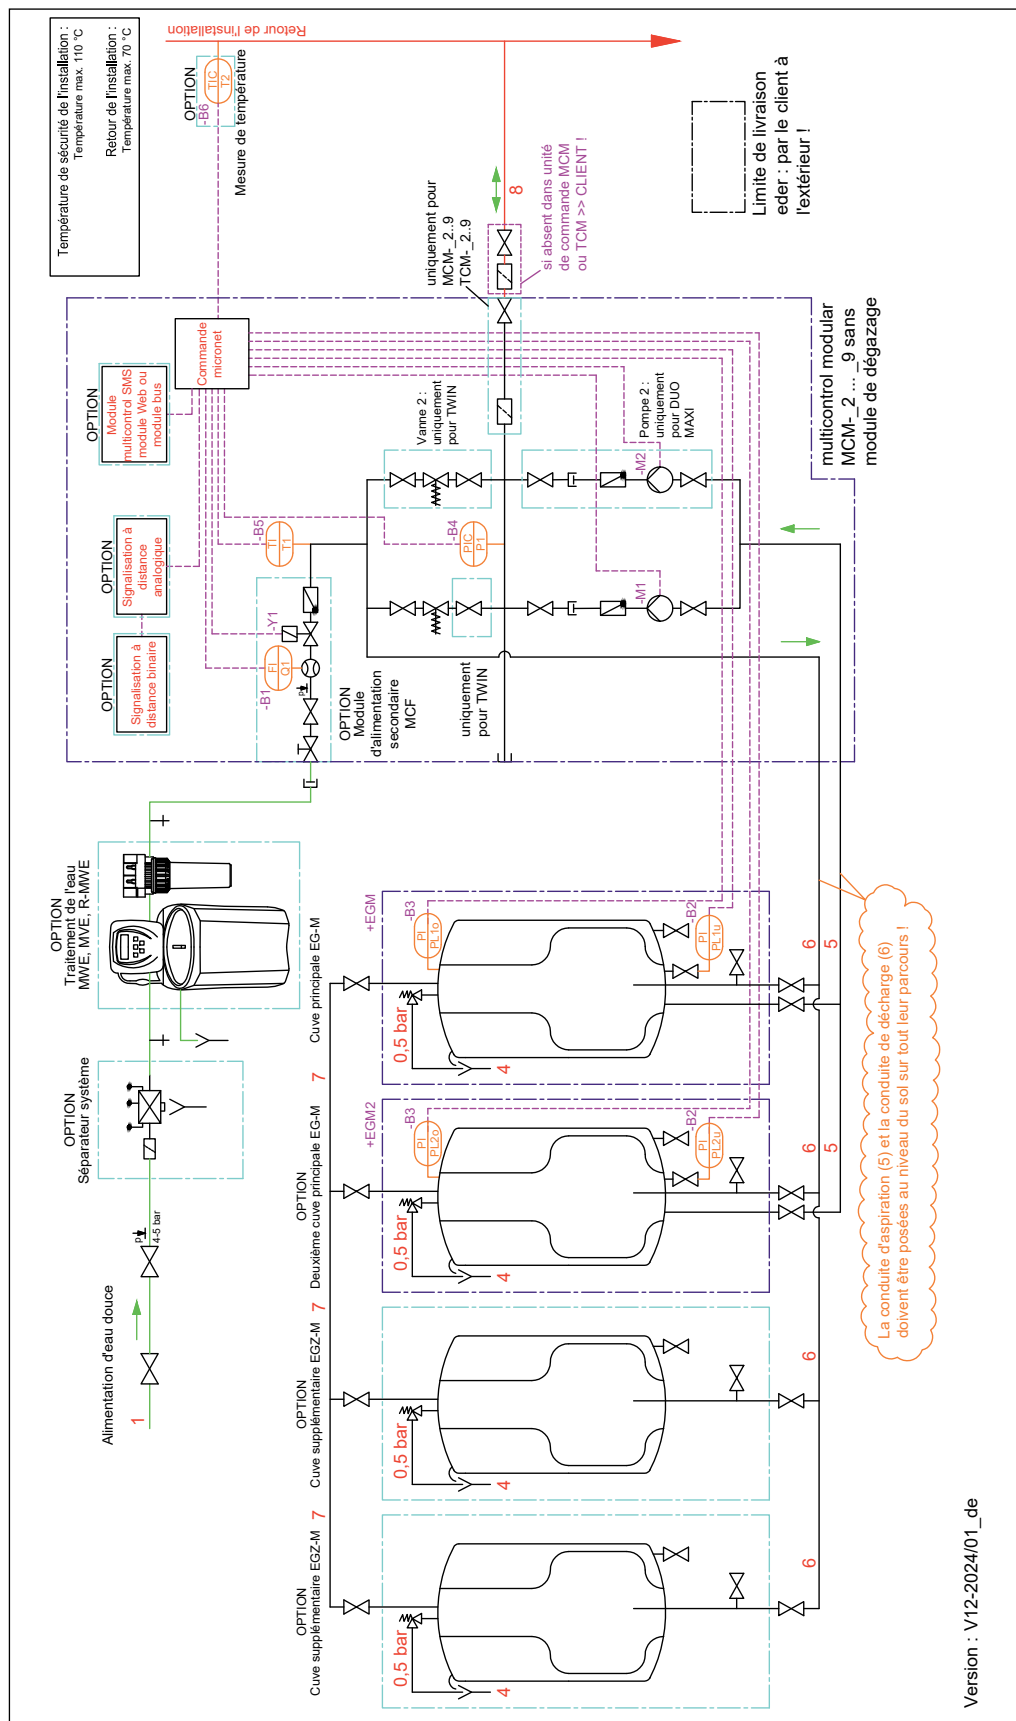 Température de sécurité de l'installation :
Température max. 110 °C
Retour de l'installation :
Température max. 70 °C
Retour de l'installation
OPTION
TIC
T2
-B6
Mesure de température
Limite de livraison
eder : par le client à
l'extérieur !
8
si absent dans unité
de commande MCM
ou TCM >> CLIENT !
uniquement pour
MCM-_2..9
TCM-_2..9
multicontrol modular
MCM-_2 ... _9 sans
module de dégazage
Commande
micronet
OPTION
Module
multicontrol SMS
module Web ou
module bus
OPTION
Signalisation à
distance
analogique
OPTION
Signalisation à
distance binaire
Vanne 2 :
uniquement
pour TWIN
Pompe 2 :
uniquement
pour DUO
MAXI
-M2
-M1
-B5
TI
T1
-B4
PIC
P1
-Y1
-B1
FI
Q1
p
OPTION
Module
d'alimentation
secondaire
MCF
uniquement
pour TWIN
OPTION
Traitement de l'eau
MWE, MVE, R-MWE
OPTION
Séparateur système
p
4-5 bar
Alimentation d'eau douce
1
Cuve principale EG-M
+EGM
-B3
PI
PL1o
-B2
PI
PL1u
0,5 bar
4
7
6
5
OPTION
Deuxième cuve principale EG-M
+EGM2
-B3
PI
PL2o
-B2
PI
PL2u
0,5 bar
4
7
6
5
OPTION
Cuve supplémentaire EGZ-M
0,5 bar
4
7
6
OPTION
Cuve supplémentaire EGZ-M
0,5 bar
4
6
La conduite d'aspiration (5) et la conduite de décharge (6)
doivent être posées au niveau du sol sur tout leur parcours !
Version : V12-2024/01_de